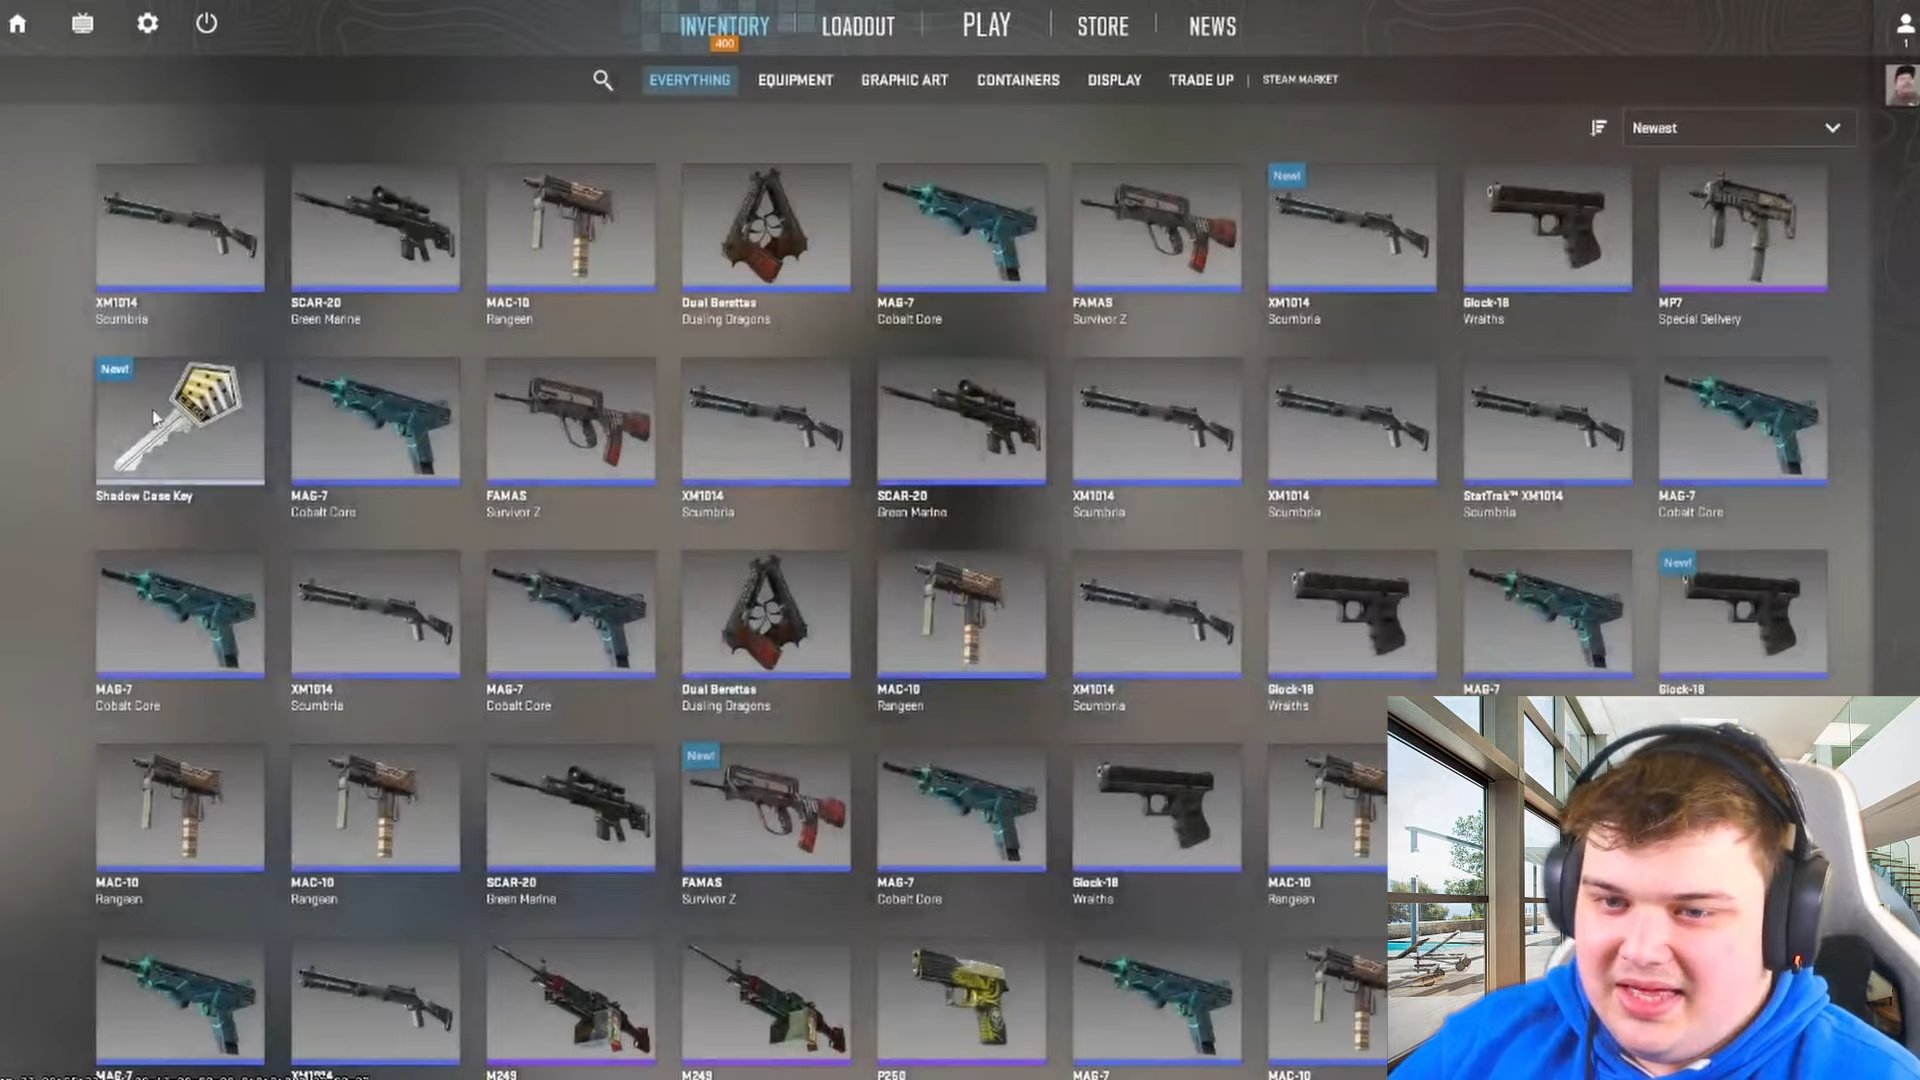 INVENTORY LOADOUT PLAY STORE NEWS
400
1
EVERYTHING EQUIPMENT GRAPHIC ART CONTAINERS DISPLAY TRADE UP STEAM MARKET
Newest
New!
XM1014 SCAR-20 MAC-10 Dual Berettas MAG-7 FAMAS XM1014 Glock-18 MP7
Scumbria Green Marine Rangeen Dualing Dragons Cobalt Core Survivor Z Scumbria Wraiths Special Delivery
New!
Shadow Case Key MAG-7 FAMAS XM1014 SCAR-20 XM1014 XM1014 StatTrak™ XM1014 MAG-7
Cobalt Core Survivor Z Scumbria Green Marine Scumbria Scumbria Scumbria Cobalt Core
New!
MAG-7 XM1014 MAG-7 Dual Berettas MAC-10 XM1014 Glock-18 MAG-7 Glock-18
Cobalt Core Scumbria Cobalt Core Dualing Dragons Rangeen Scumbria Wraiths
New!
MAC-10 MAC-10 SCAR-20 FAMAS MAG-7 Glock-18 MAC-10
Rangeen Rangeen Green Marine Survivor Z Cobalt Core Wraiths Rangeen
MAG-7 XM1014 M249 M249 P250 MAG-7 MAC-10